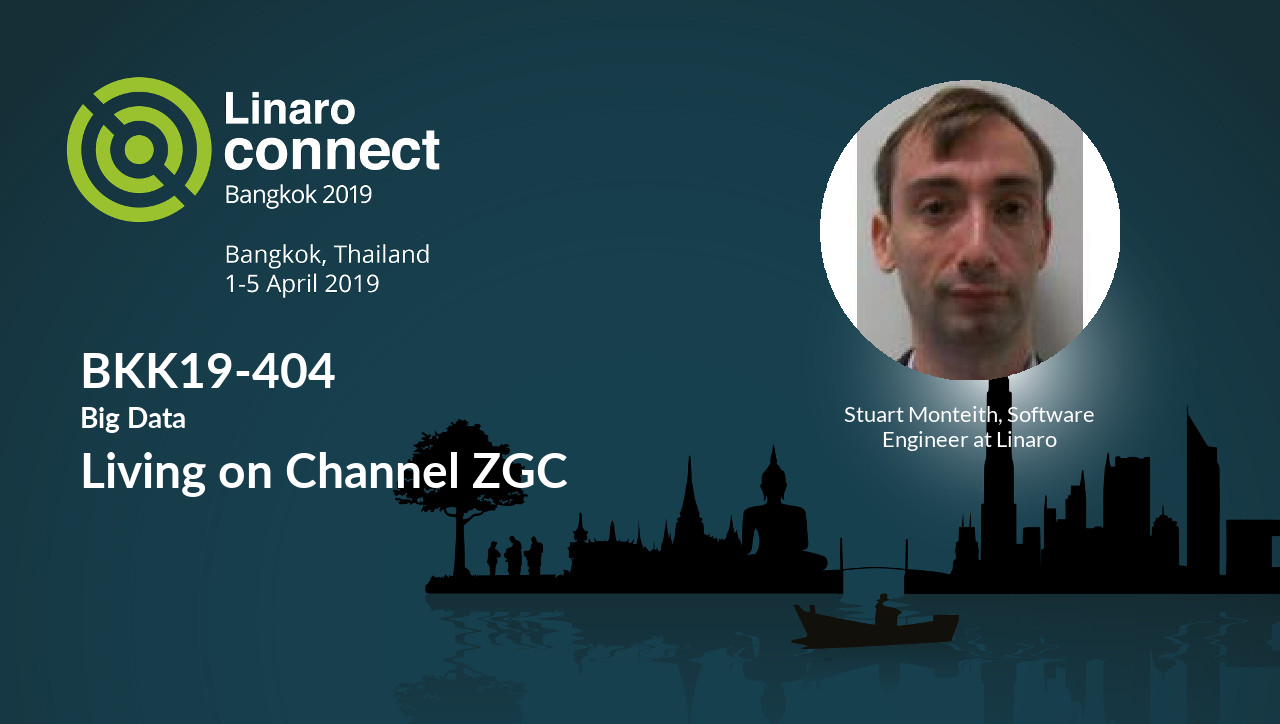 Linaro
connect
Bangkok 2019
Bangkok, Thailand
1-5 April 2019
BKK19-404
Big Data
Living on Channel ZGC
Stuart Monteith, Software
Engineer at Linaro